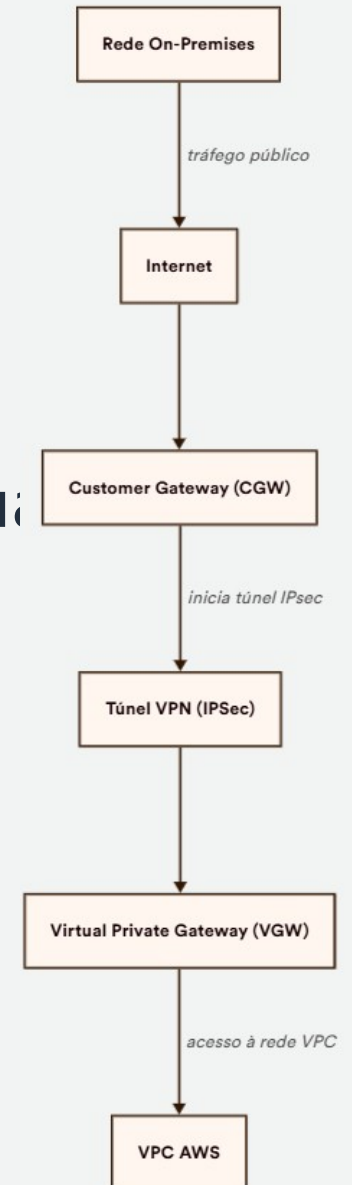 Rede On-Premises
tráfego público
Internet
Customer Gateway (CGW)
inicia túnel IPsec
Túnel VPN (IPSec)
Virtual Private Gateway (VGW)
acesso à rede VPC
VPC AWS